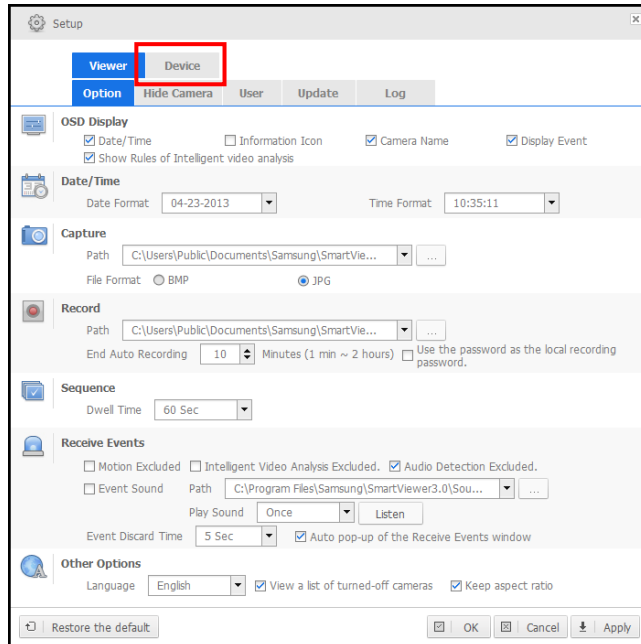 Setup
Viewer Device
Option Hide Camera User Update Log
OSD Display
Date/Time Information Icon Camera Name Display Event
Show Rules of Intelligent video analysis
Date/Time
Date Format 04-23-2013 Time Format 10:35:11
Capture
Path C:\Users\Public\Documents\Samsung\SmartVie... ...
File Format BMP JPG
Record
Path C:\Users\Public\Documents\Samsung\SmartVie... ...
End Auto Recording 10 Minutes (1 min ~ 2 hours) Use the password as the local recording
password.
Sequence
Dwell Time 60 Sec
Receive Events
Motion Excluded Intelligent Video Analysis Excluded. Audio Detection Excluded.
Event Sound Path C:\Program Files\Samsung\SmartViewer3.0\Sou... ...
Play Sound Once Listen
Event Discard Time 5 Sec Auto pop-up of the Receive Events window
Other Options
Language English View a list of turned-off cameras Keep aspect ratio
Restore the default OK Cancel Apply